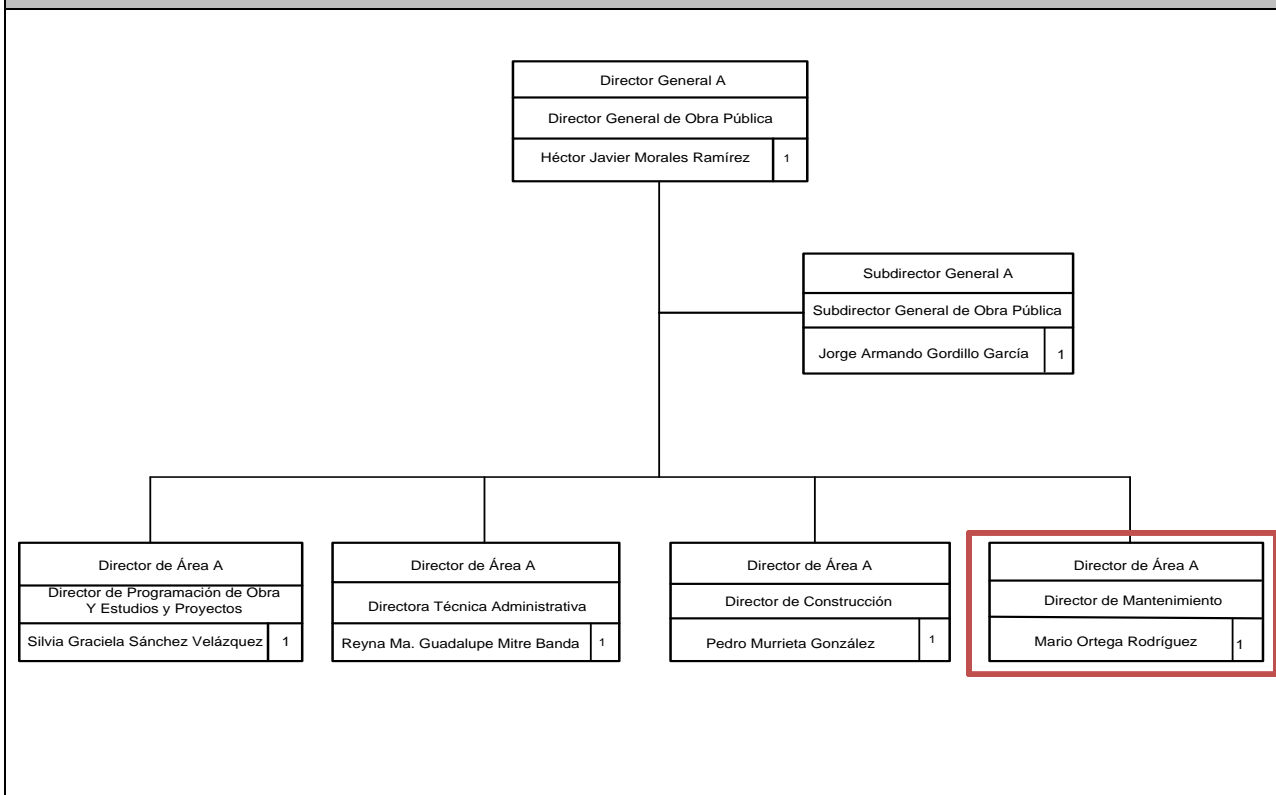 Director General A
Director General de Obra Pública
Héctor Javier Morales Ramírez 1
Subdirector General A
Subdirector General de Obra Pública
Jorge Armando Gordillo García 1
Director de Área A
Director de Programación de Obra
Y Estudios y Proyectos
Silvia Graciela Sánchez Velázquez 1
Director de Área A
Directora Técnica Administrativa
Reyna Ma. Guadalupe Mitre Banda 1
Director de Área A
Director de Construcción
Pedro Murrieta González 1
Director de Área A
Director de Mantenimiento
Mario Ortega Rodríguez 1